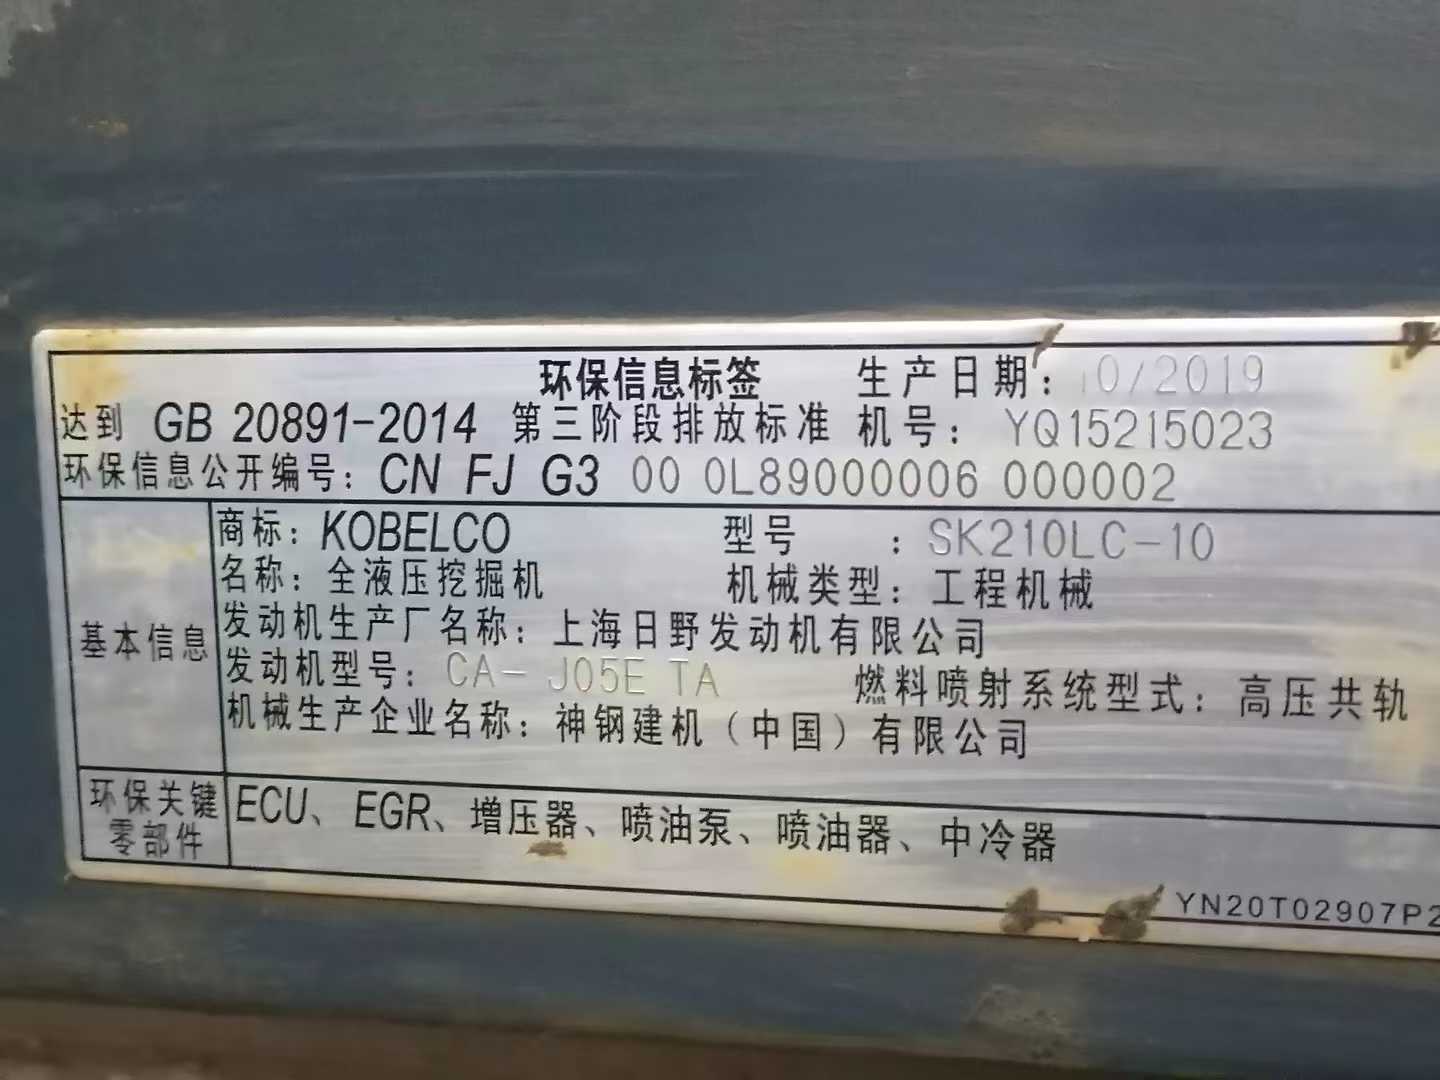 环保信息标签 生产日期：10/2019
达到 GB 20891-2014 第三阶段排放标准 机号：YQ15215023
环保信息公开编号：CN FJ G3 00 0L89000006 000002
基本信息
商标：KOBELCO 型号：SK210LC-10
名称：全液压挖掘机 机械类型：工程机械
发动机生产厂名称：上海日野发动机有限公司
发动机型号：CA- J05E TA 燃料喷射系统型式：高压共轨
机械生产企业名称：神钢建机（中国）有限公司
环保关键零部件
ECU、EGR、增压器、喷油泵、喷油器、中冷器
YN20T02907P2